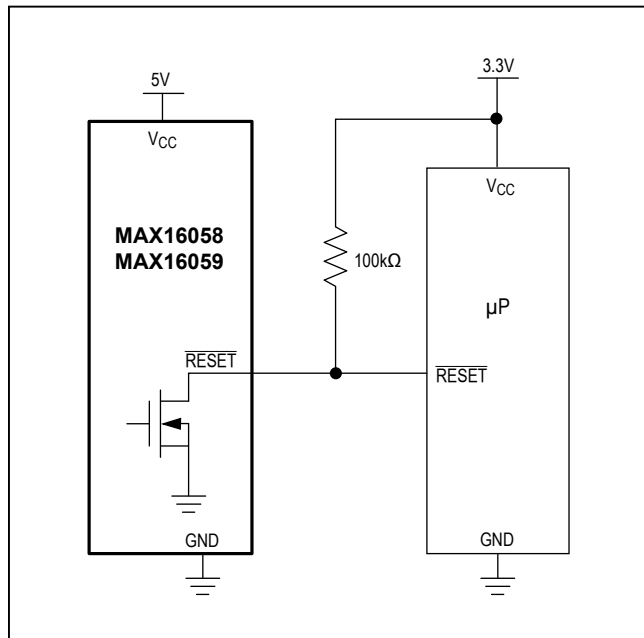 5V
VCC
MAX16058
MAX16059
RESET
GND
3.3V
VCC
100kΩ
µP
RESET
GND